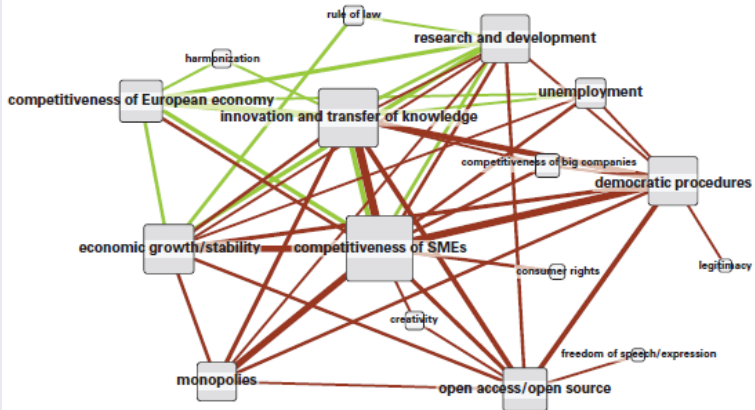 rule of law
research and development
harmonization
unemployment
competitiveness of European economy
innovation and transfer of knowledge
competitiveness of big companies
democratic procedures
economic growth/stability
competitiveness of SMEs
legitimacy
consumer rights
creativity
freedom of speech/expression
monopolies
open access/open source